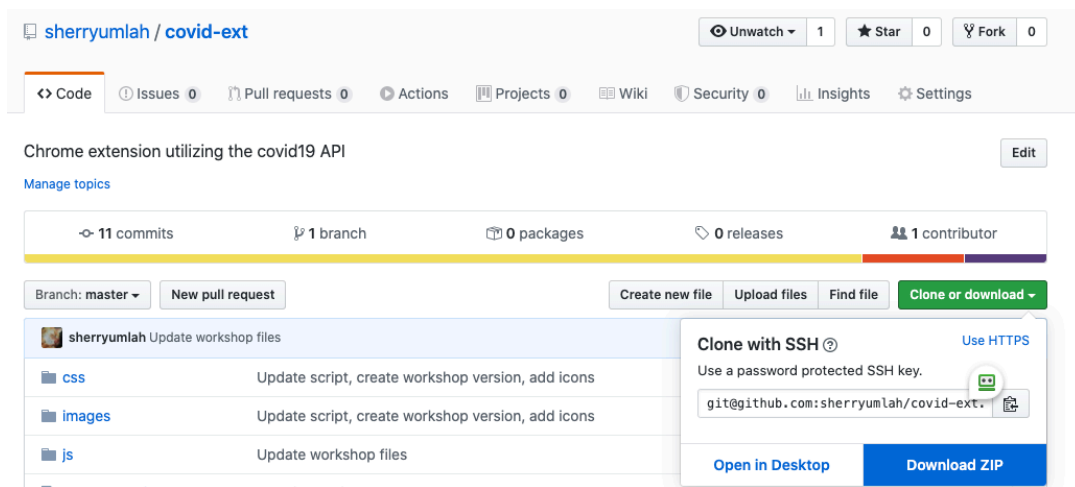 sherryumlah / covid-ext
Unwatch 1 Star 0 Fork 0
<> Code Issues 0 Pull requests 0 Actions Projects 0 Wiki Security 0 Insights Settings
Chrome extension utilizing the covid19 API
Edit
Manage topics
11 commits 1 branch 0 packages 0 releases 1 contributor
Branch: master New pull request Create new file Upload files Find file Clone or download
sherryumlah Update workshop files
Clone with SSH ? Use HTTPS
Use a password protected SSH key.
git@github.com:sherryumlah/covid-ext.
Open in Desktop Download ZIP
css Update script, create workshop version, add icons
images Update script, create workshop version, add icons
js Update workshop files